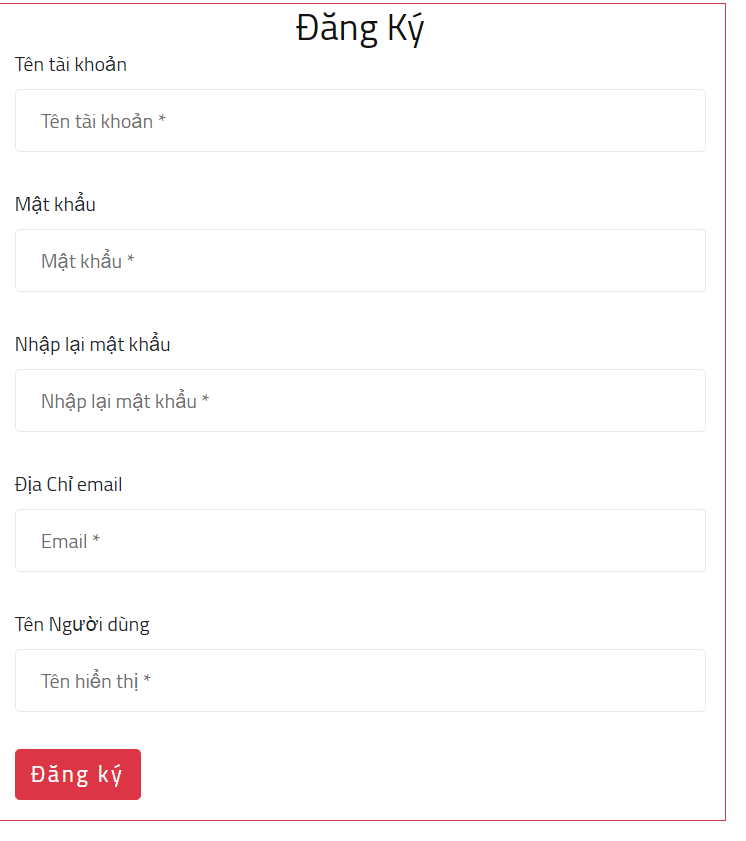 Đăng Ký
Tên tài khoản
Tên tài khoản *
Mật khẩu
Mật khẩu *
Nhập lại mật khẩu
Nhập lại mật khẩu *
Địa Chỉ email
Email *
Tên Người dùng
Tên hiển thị *
Đăng ký